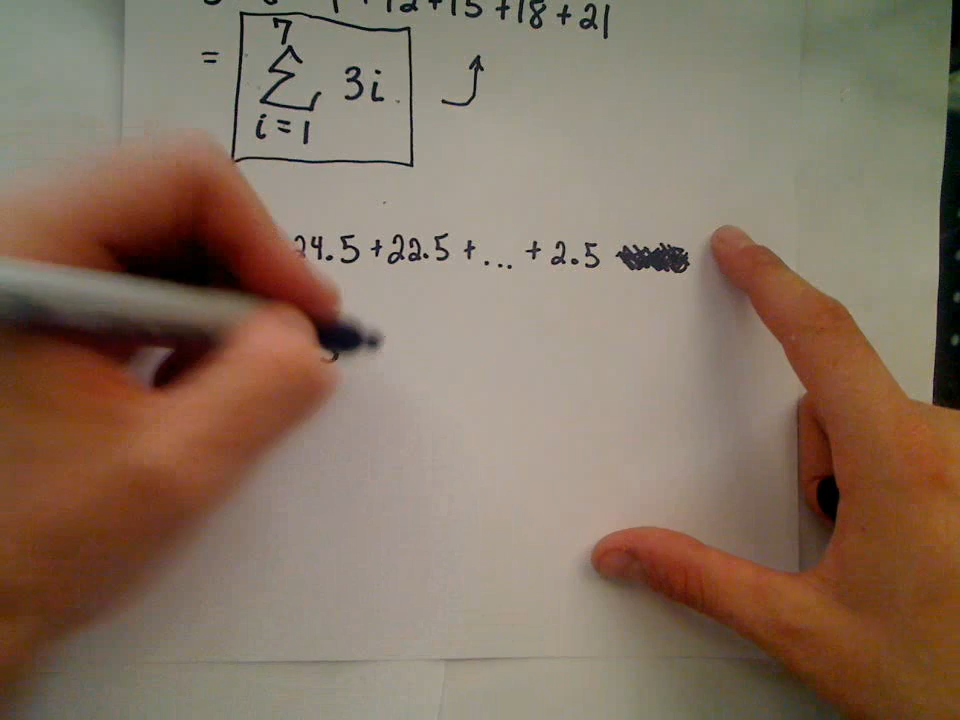 + 12 + 15 + 18 + 21
7
= Σ 3i
i = 1
24.5 + 22.5 + ... + 2.5